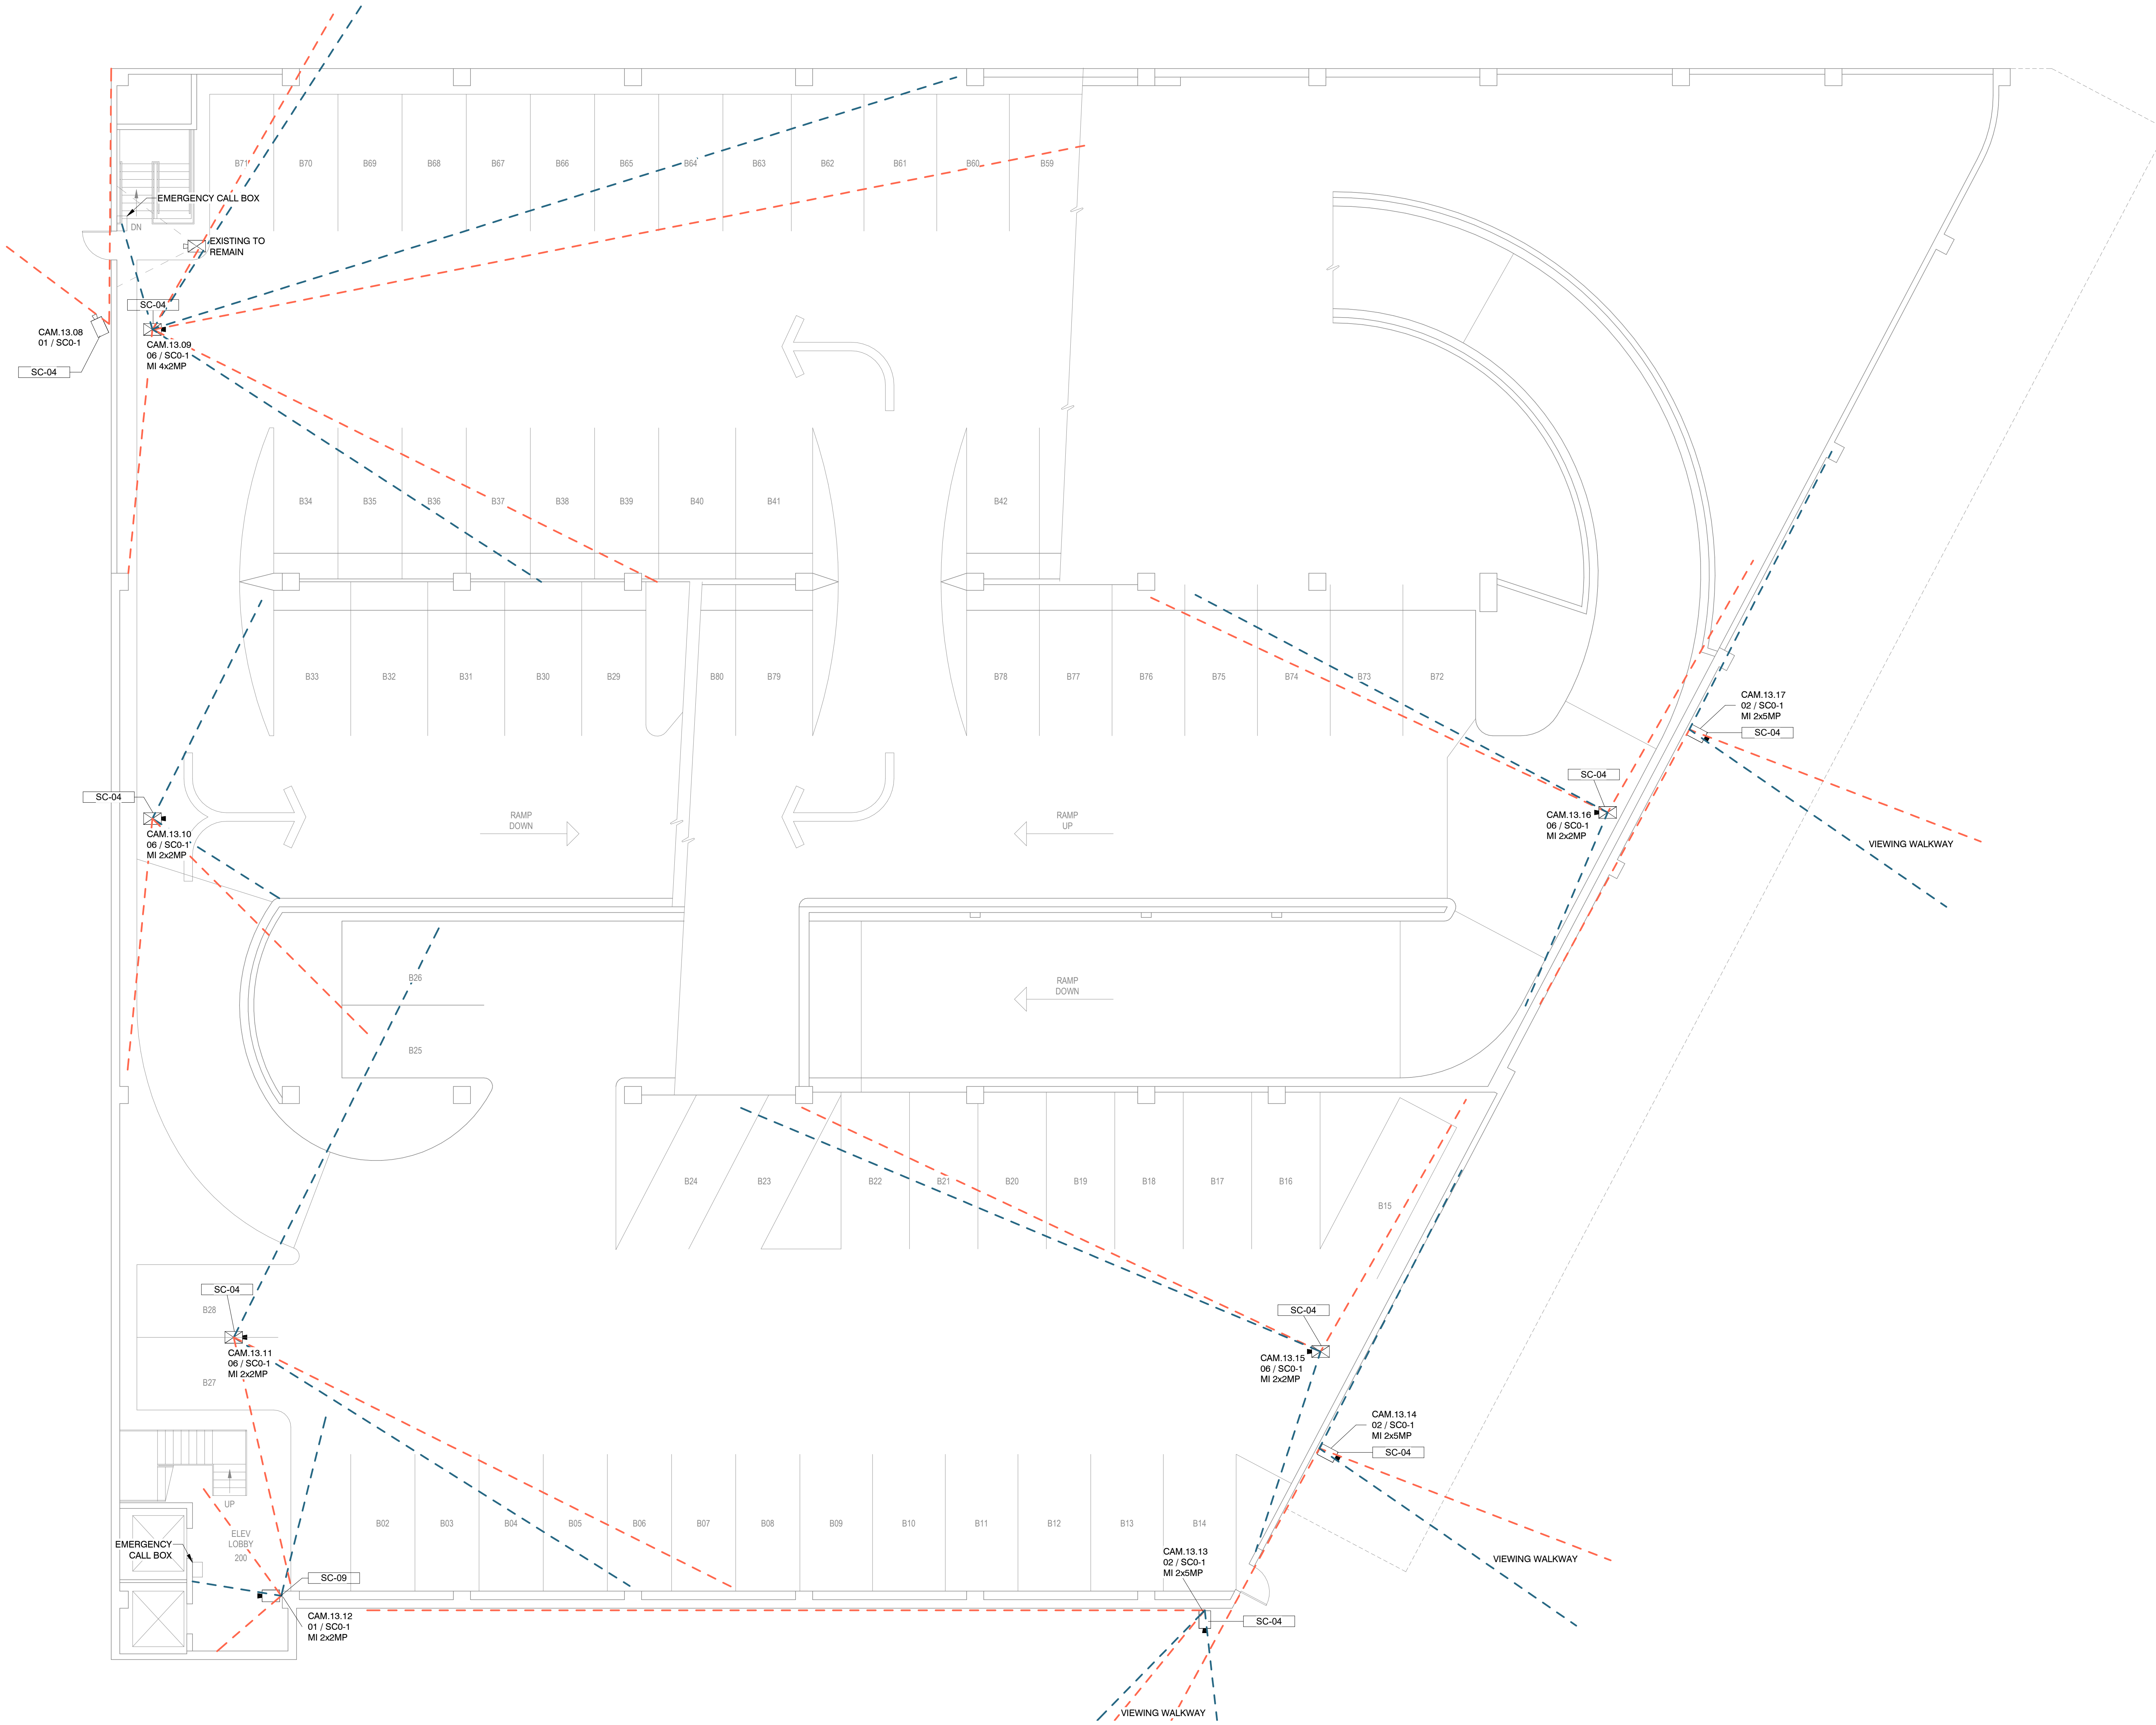 B71
B70
B69
B68
B67
B66
B65
B64
B63
B62
B61
B60
B59
EMERGENCY CALL BOX
DN
EXISTING TO
REMAIN
SC-04
CAM.13.08
01 / SC0-1
SC-04
CAM.13.09
06 / SC0-1
MI 4x2MP
B34
B35
B36
B37
B38
B39
B40
B41
B42
B33
B32
B31
B30
B29
B80
B79
B78
B77
B76
B75
B74
B73
B72
CAM.13.17
02 / SC0-1
MI 2x5MP
SC-04
SC-04
SC-04
CAM.13.10
06 / SC0-1
MI 2x2MP
RAMP
DOWN
RAMP
UP
CAM.13.16
06 / SC0-1
MI 2x2MP
VIEWING WALKWAY
B26
B25
RAMP
DOWN
B24
B23
B22
B21
B20
B19
B18
B17
B16
B15
SC-04
B28
CAM.13.11
06 / SC0-1
MI 2x2MP
B27
SC-04
CAM.13.15
06 / SC0-1
MI 2x2MP
CAM.13.14
02 / SC0-1
MI 2x5MP
SC-04
UP
ELEV
LOBBY
200
EMERGENCY
CALL BOX
B02
B03
B04
B05
B06
B07
B08
B09
B10
B11
B12
B13
B14
SC-09
CAM.13.12
01 / SC0-1
MI 2x2MP
CAM.13.13
02 / SC0-1
MI 2x5MP
SC-04
VIEWING WALKWAY
VIEWING WALKWAY